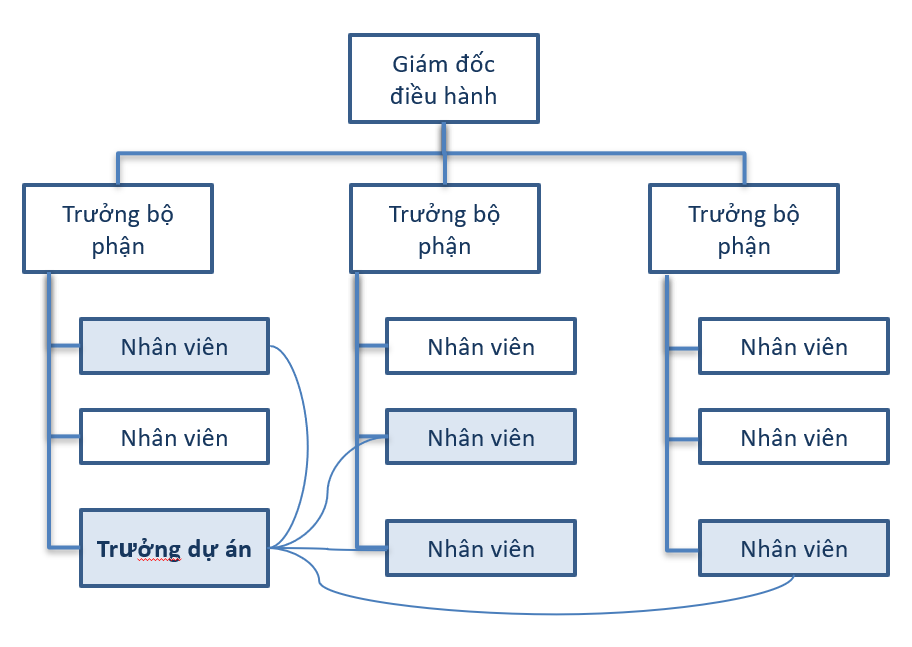 Giám đốc
điều hành
Trưởng bộ
phận
Trưởng bộ
phận
Trưởng bộ
phận
Nhân viên
Nhân viên
Nhân viên
Nhân viên
Nhân viên
Nhân viên
Trưởng dự án
Nhân viên
Nhân viên